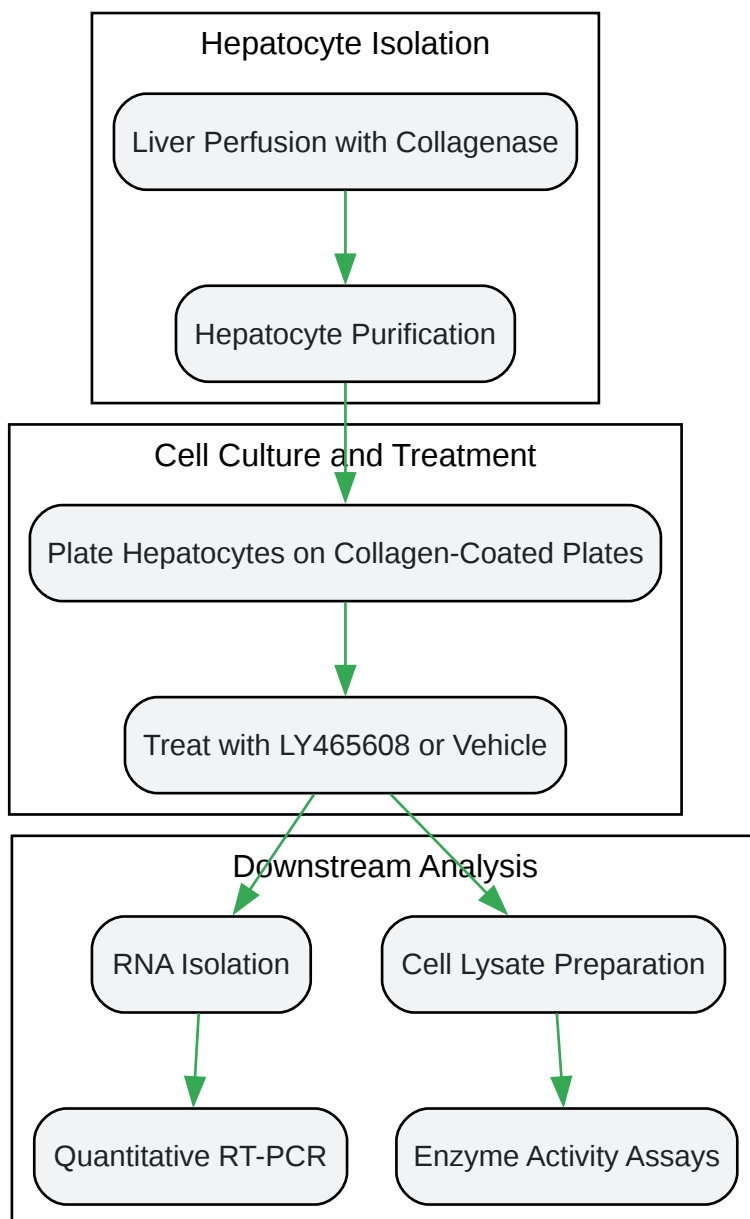 Hepatocyte Isolation
Liver Perfusion with Collagenase
Hepatocyte Purification
Cell Culture and Treatment
Plate Hepatocytes on Collagen-Coated Plates
Treat with LY465608 or Vehicle
Downstream Analysis
RNA Isolation
Cell Lysate Preparation
Quantitative RT-PCR
Enzyme Activity Assays